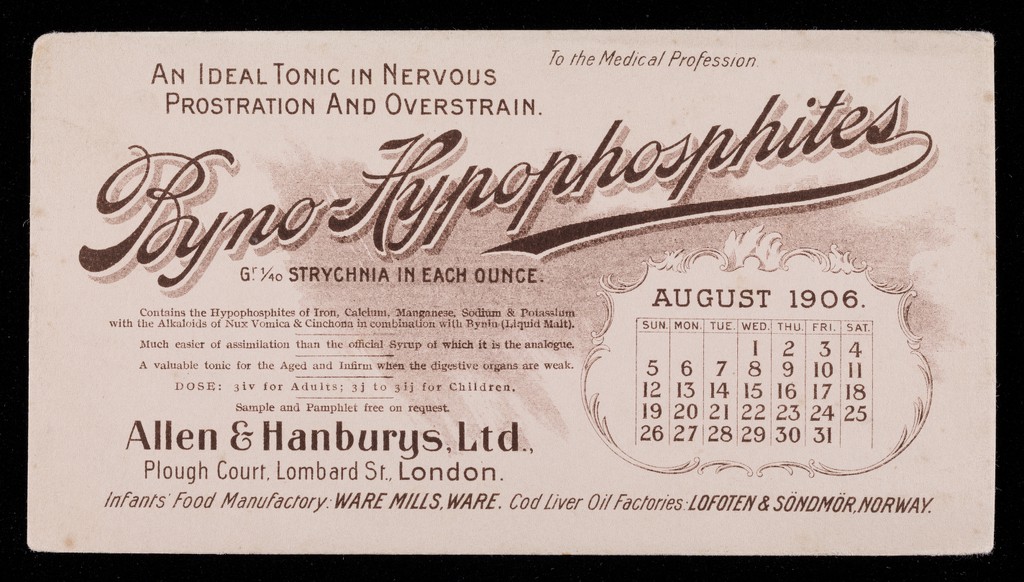 To the Medical Profession.
AN IDEAL TONIC IN NERVOUS
PROSTRATION AND OVERSTRAIN.
Byno-Hypophosphites
Gr. 1/40 STRYCHNIA IN EACH OUNCE.
Contains the Hypophosphites of Iron, Calcium, Manganese, Sodium & Potassium
with the Alkaloids of Nux Vomica & Cinchona in combination with Bynin (Liquid Malt).
Much easier of assimilation than the official Syrup of which it is the analogue.
A valuable tonic for the Aged and Infirm when the digestive organs are weak.
DOSE: ʒiv for Adults; ʒj to ʒij for Children.
Sample and Pamphlet free on request.
Allen & Hanburys, Ltd.,
Plough Court, Lombard St., London.
AUGUST 1906.
SUN. MON. TUE. WED. THU. FRI. SAT.
1 2 3 4
5 6 7 8 9 10 11
12 13 14 15 16 17 18
19 20 21 22 23 24 25
26 27 28 29 30 31
Infants' Food Manufactory: WARE MILLS, WARE. Cod Liver Oil Factories: LOFOTEN & SÖNDMÖR, NORWAY.